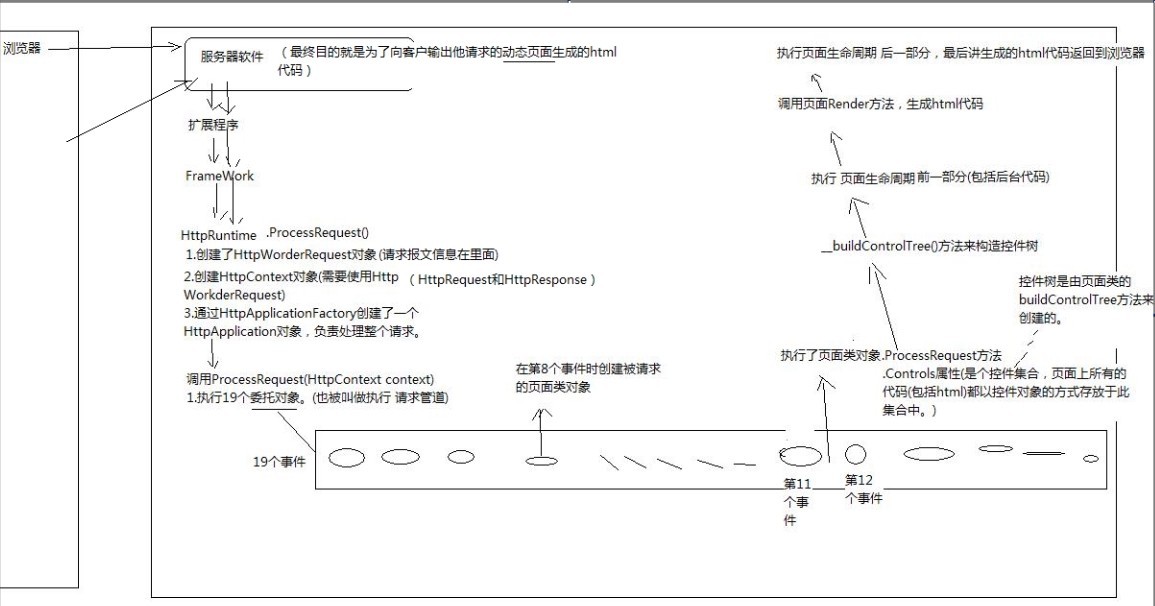 浏览器
服务器软件
（最终目的就是为了向客户输出他请求的动态页面生成的html
代码）
扩展程序
FrameWork
HttpRuntime .ProcessRequest()
1.创建了HttpWorderRequest对象(请求报文信息在里面)
2.创建HttpContext对象(需要使用Http （HttpRequest和HttpResponse）
WorkderRequest)
3.通过HttpApplicationFactory创建了一个
HttpApplication对象，负责处理整个请求。
调用ProcessRequest(HttpContext context)
1.执行19个委托对象。(也被叫做执行 请求管道)
在第8个事件时创建被请求
的页面类对象
19个事件
第11
个事
件
第12
个事件
执行页面生命周期 后一部分，最后讲生成的html代码返回到浏览器
调用页面Render方法，生成html代码
执行 页面生命周期 前一部分(包括后台代码)
__buildControlTree()方法来构造控件树
控件树是由页面类的
buildControlTree方法来
创建的。
执行了页面类对象.ProcessRequest方法
.Controls属性(是个控件集合，页面上所有的
代码(包括html)都以控件对象的方式存放于此
集合中。)